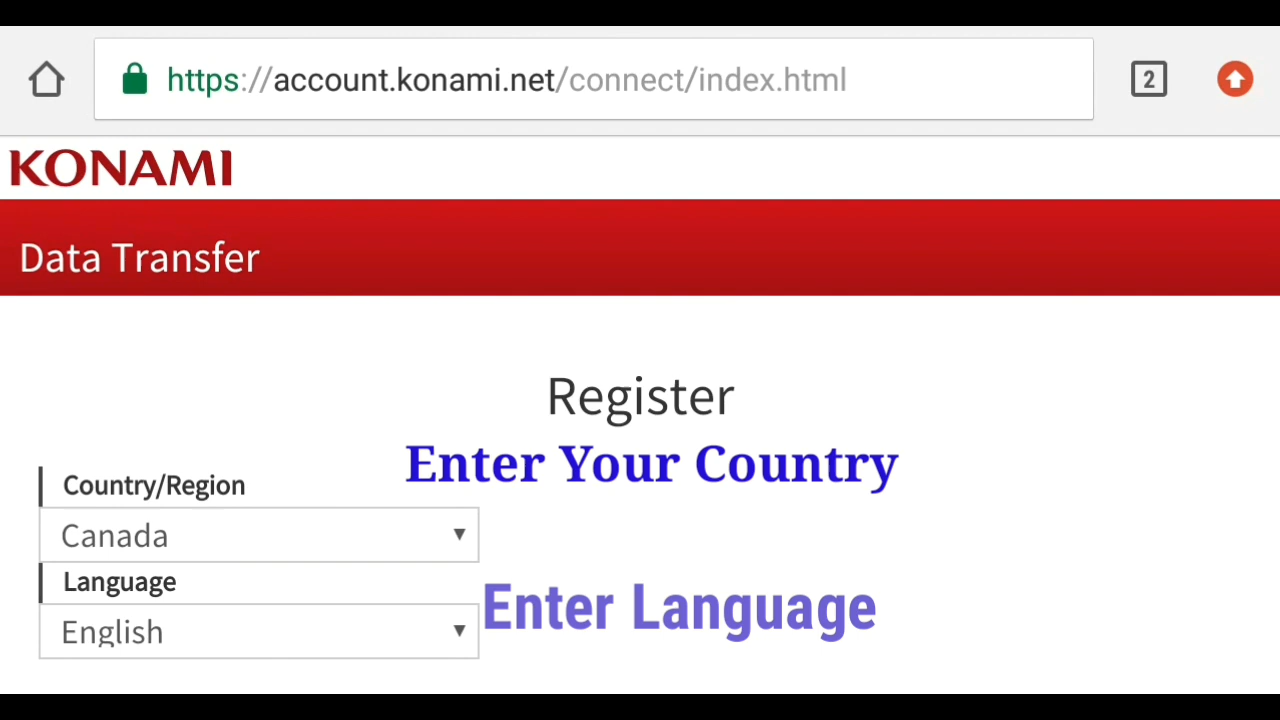 https://account.konami.net/connect/index.html
2
KONAMI
Data Transfer
Register
Enter Your Country
Country/Region
Canada
Language
Enter Language
English